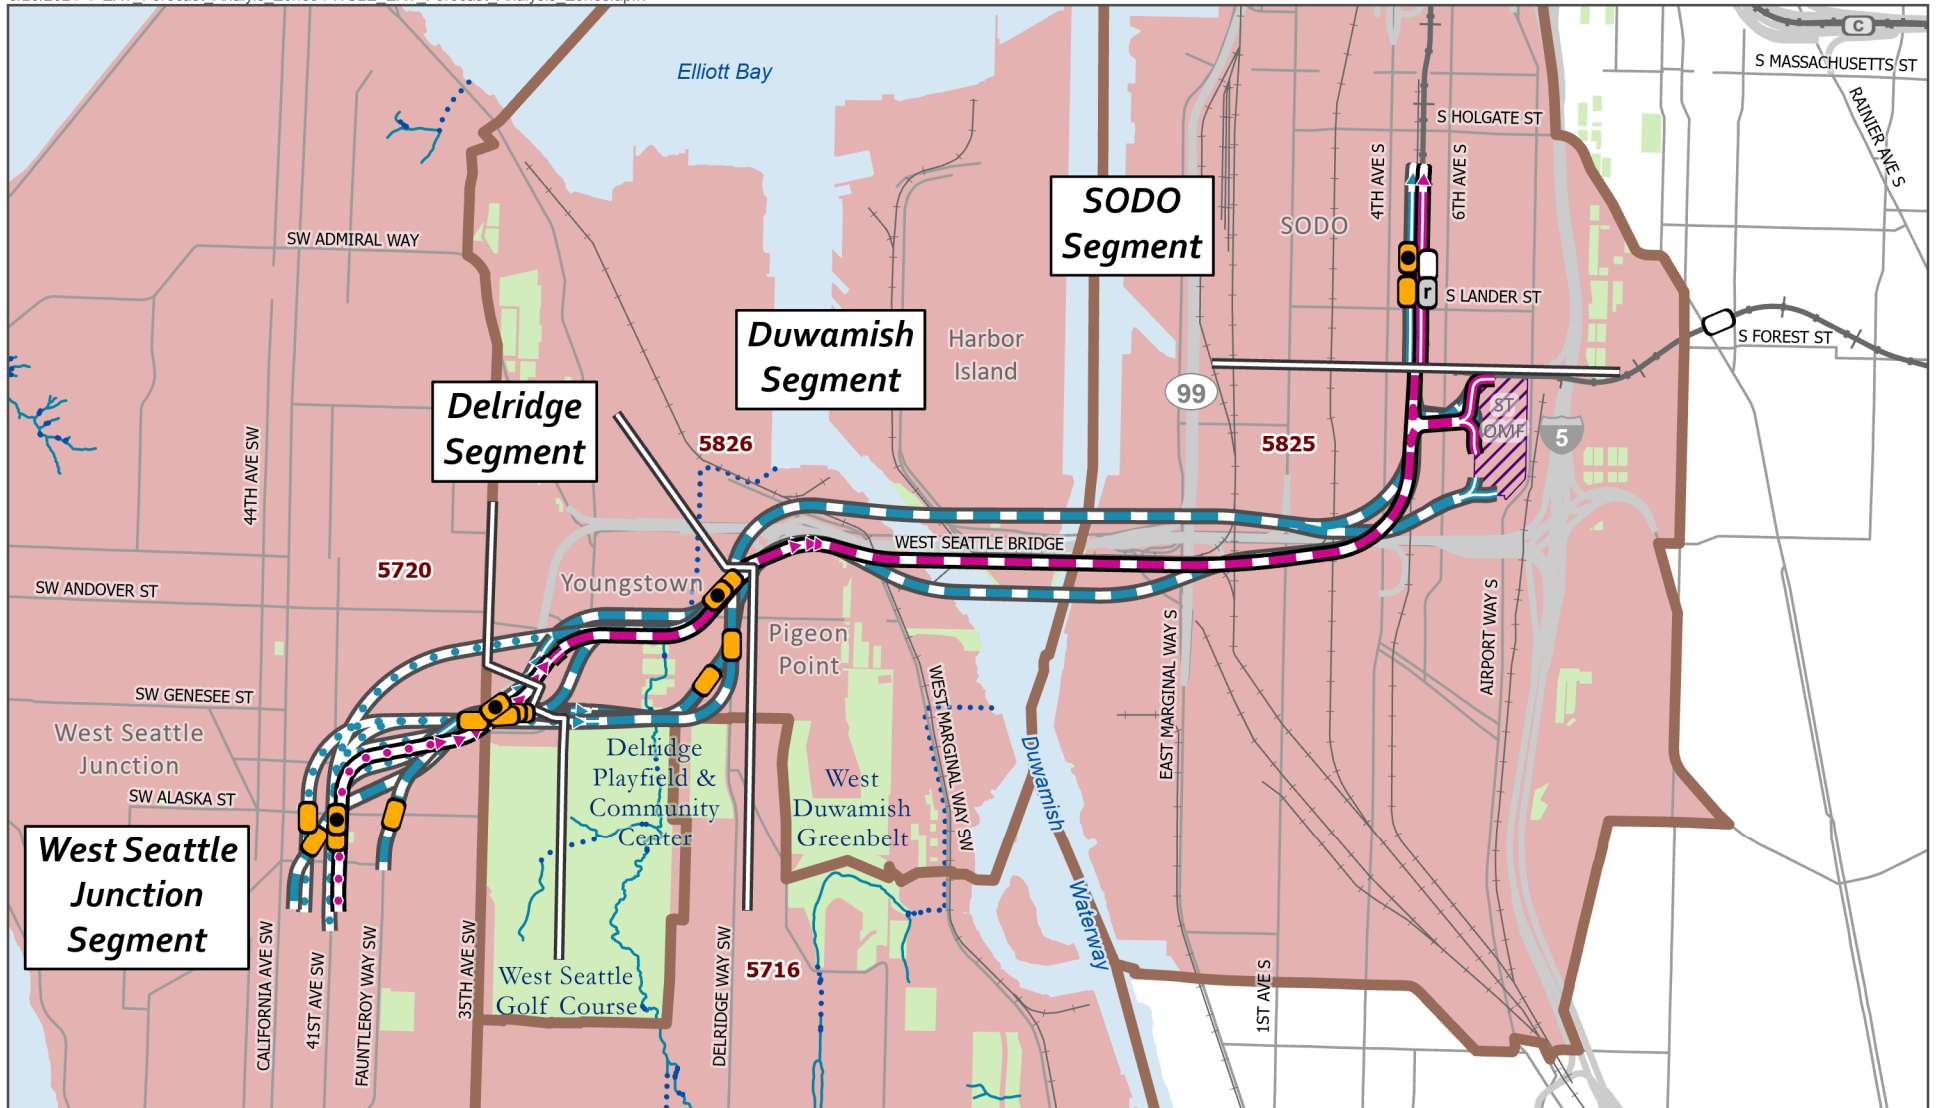 Elliott Bay
C
S MASSACHUSETTS ST
RAINIER AVE S
S HOLGATE ST
4TH AVE S
6TH AVE S
SODO
Segment
SODO
SW ADMIRAL WAY
r
S LANDER ST
S FOREST ST
Duwamish
Segment
Harbor
Island
99
Delridge
Segment
ST
OMF
5
5826
5825
44TH AVE SW
WEST SEATTLE BRIDGE
5720
Youngstown
SW ANDOVER ST
Pigeon
Point
AIRPORT WAY S
EAST MARGINAL WAY S
WEST MARGINAL WAY SW
SW GENESEE ST
West Seattle
Junction
Delridge
Playfield &
Community
Center
West
Duwamish
Greenbelt
Duwamish
Waterway
SW ALASKA ST
West Seattle
Junction
Segment
CALIFORNIA AVE SW
41ST AVE SW
FAUNTLEROY WAY SW
35TH AVE SW
West Seattle
Golf Course
DELRIDGE WAY SW
5716
1ST AVE S